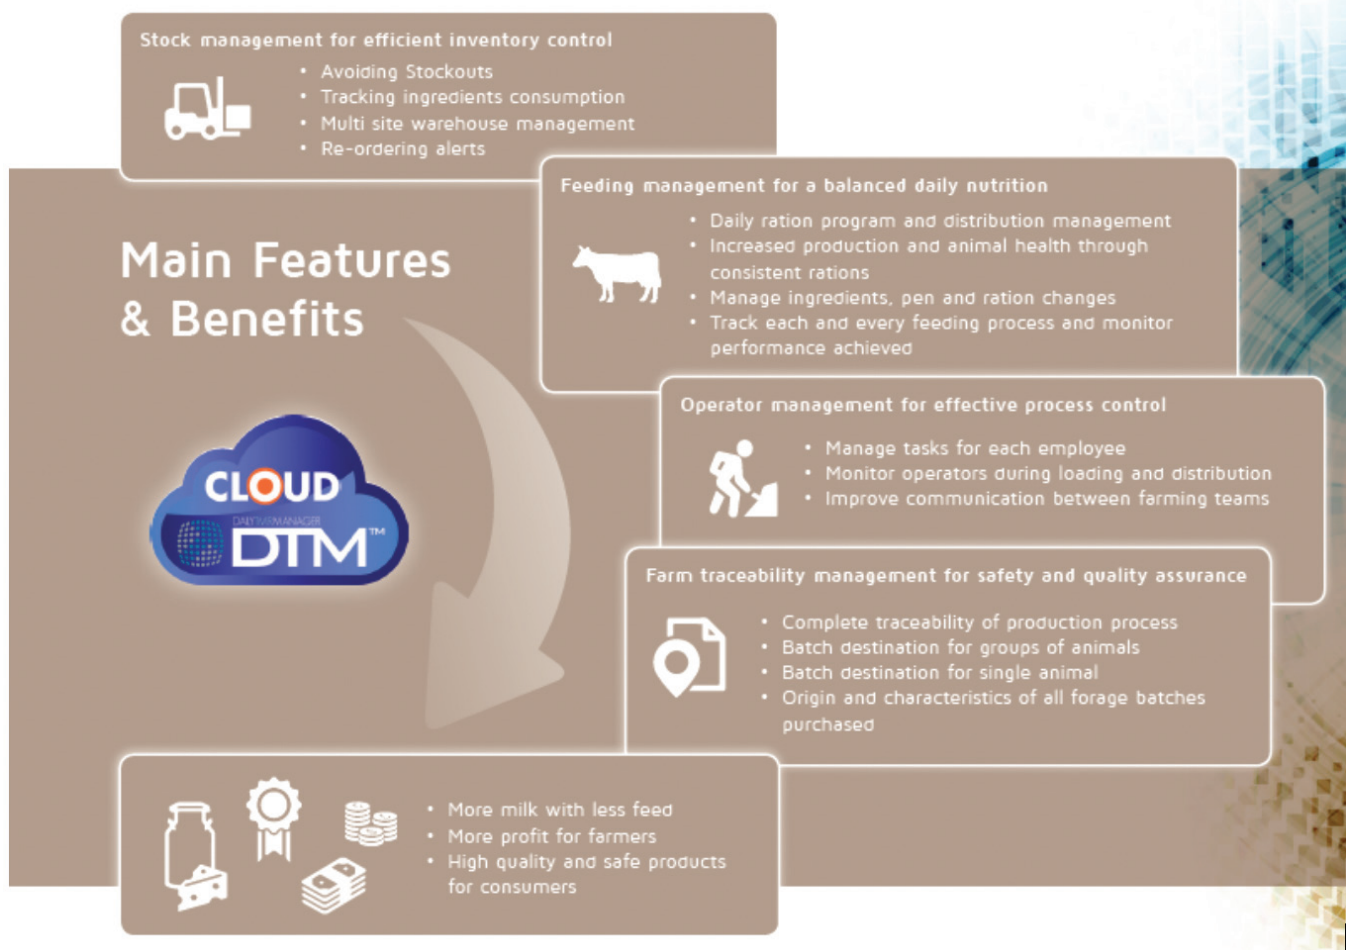 Stock management for efficient inventory control
• Avoiding Stockouts
• Tracking ingredients consumption
• Multi site warehouse management
• Re-ordering alerts
Feeding management for a balanced daily nutrition
• Daily ration program and distribution management
• Increased production and animal health through
consistent rations
• Manage ingredients, pen and ration changes
• Track each and every feeding process and monitor
performance achieved
Main Features
& Benefits
Operator management for effective process control
• Manage tasks for each employee
• Monitor operators during loading and distribution
• Improve communication between farming teams
CLOUD
DTM™
Farm traceability management for safety and quality assurance
• Complete traceability of production process
• Batch destination for groups of animals
• Batch destination for single animal
• Origin and characteristics of all forage batches
purchased
• More milk with less feed
• More profit for farmers
• High quality and safe products
for consumers